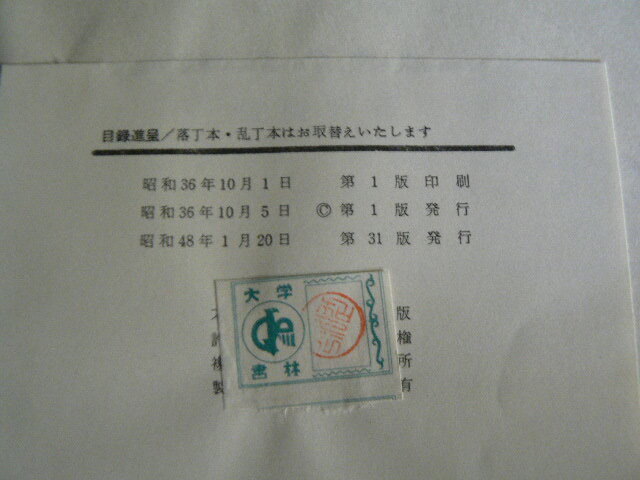 目録進呈/落丁本・乱丁本はお取替えいたします
昭和36年10月1日 第1版印刷
昭和36年10月5日 ©第1版発行
昭和48年1月20日 第31版発行
大学
書林
版
権
複 所
製 有